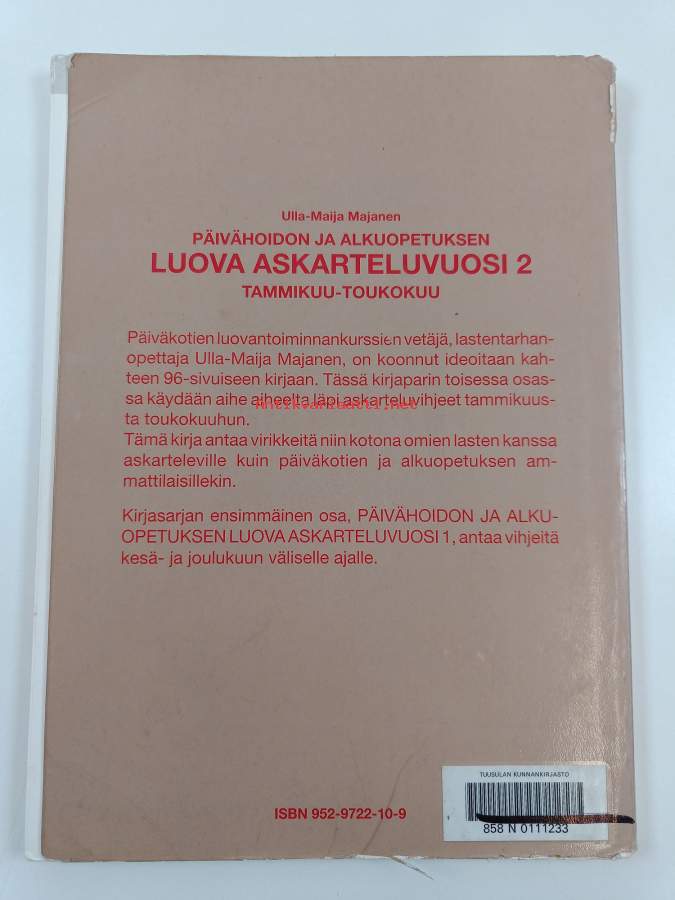 Ulla-Maija Majanen
PÄIVÄHOIDON JA ALKUOPETUKSEN
LUOVA ASKARTELUVUOSI 2
TAMMIKUU-TOUKOKUU
Päiväkotien luovantoiminnankurssien vetäjä, lastentarhan-
opettaja Ulla-Maija Majanen, on koonnut ideoitaan kah-
teen 96-sivuiseen kirjaan. Tässä kirjaparin toisessa osas-
sa käydään aihe aiheelta läpi askarteluvihjeet tammikuus-
Antikvariaatti.net
ta toukokuuhun.
Tämä kirja antaa virikkeitä niin kotona omien lasten kanssa
askarteleville kuin päiväkotien ja alkuopetuksen am-
mattilaisillekin.
Kirjasarjan ensimmäinen osa, PÄIVÄHOIDON JA ALKU-
OPETUKSEN LUOVA ASKARTELUVUOSI 1, antaa vihjeitä
kesä- ja joulukuun väliselle ajalle.
TUUSULAN KUNNANKIRJASTO
858 N 0111233
ISBN 952-9722-10-9